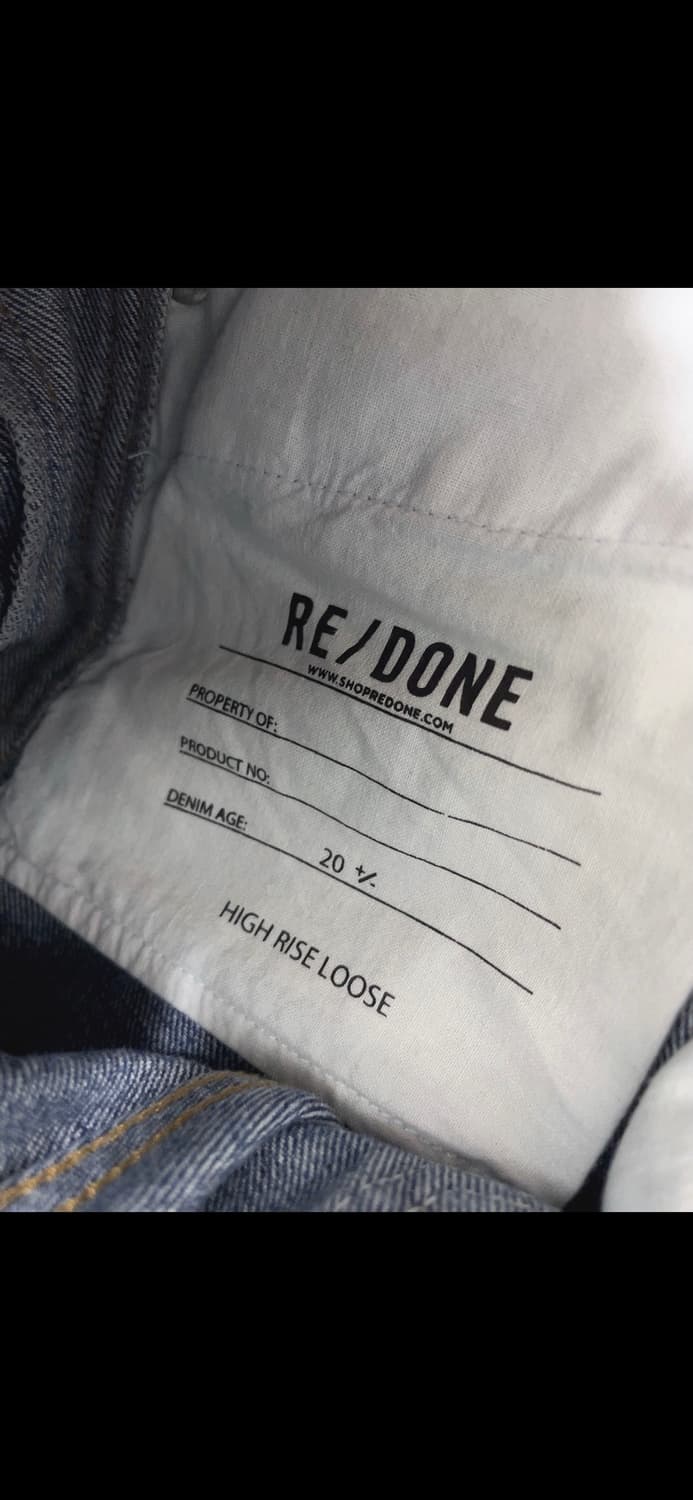 RE/DONE
WWW.SHOPREDONE.COM
PROPERTY OF:
PRODUCT NO:
DENIM AGE: 20 +/-
HIGH RISE LOOSE